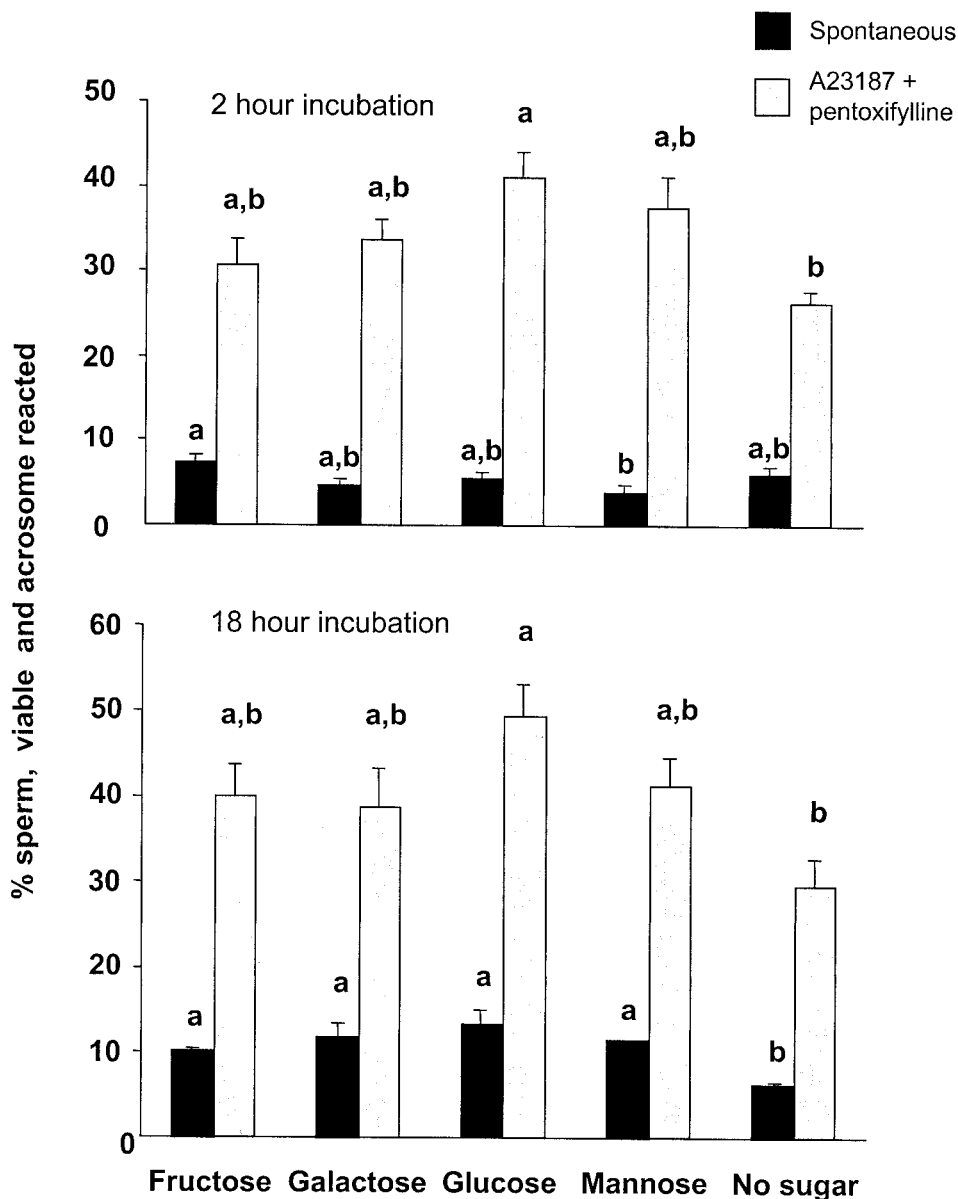 Spontaneous
A23187 +
pentoxifylline
% sperm, viable and acrosome reacted
2 hour incubation
50
40
30
20
10
0
a,b
a,b
a
a,b
b
a
a,b
a,b
b
a,b
18 hour incubation
60
50
40
30
20
10
0
a,b
a,b
a
a,b
b
a
a
a
a
b
Fructose Galactose Glucose Mannose No sugar